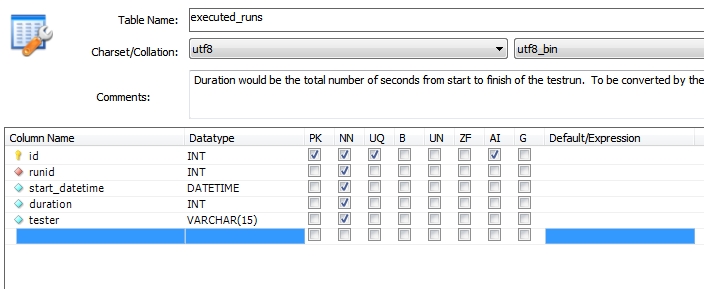 Table Name: executed_runs
Charset/Collation: utf8 utf8_bin
Comments: Duration would be the total number of seconds from start to finish of the testrun. To be converted by the
Column Name Datatype PK NN UQ B UN ZF AI G Default/Expression
id INT
runid INT
start_datetime DATETIME
duration INT
tester VARCHAR(15)